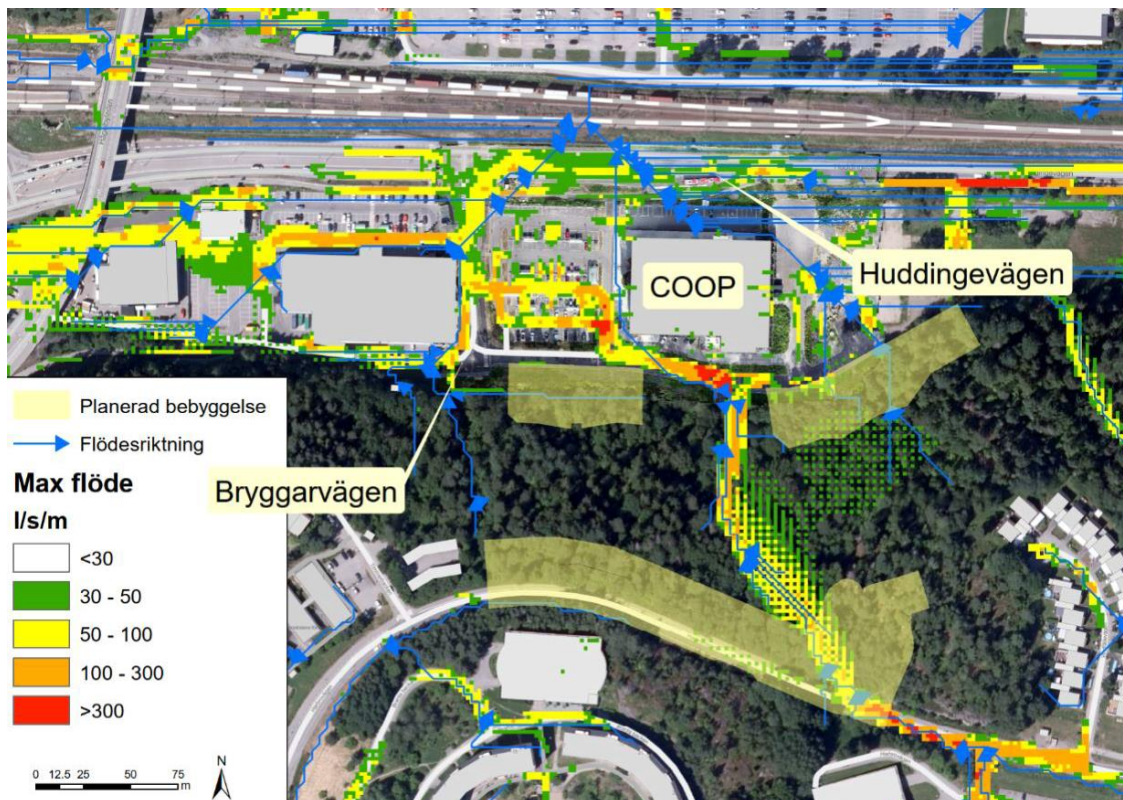 COOP
Huddingevägen
Planerad bebyggelse
Flödesriktning
Max flöde
l/s/m
<30
30 - 50
50 - 100
100 - 300
>300
Bryggarvägen
0 12.5 25 50 75
m
N